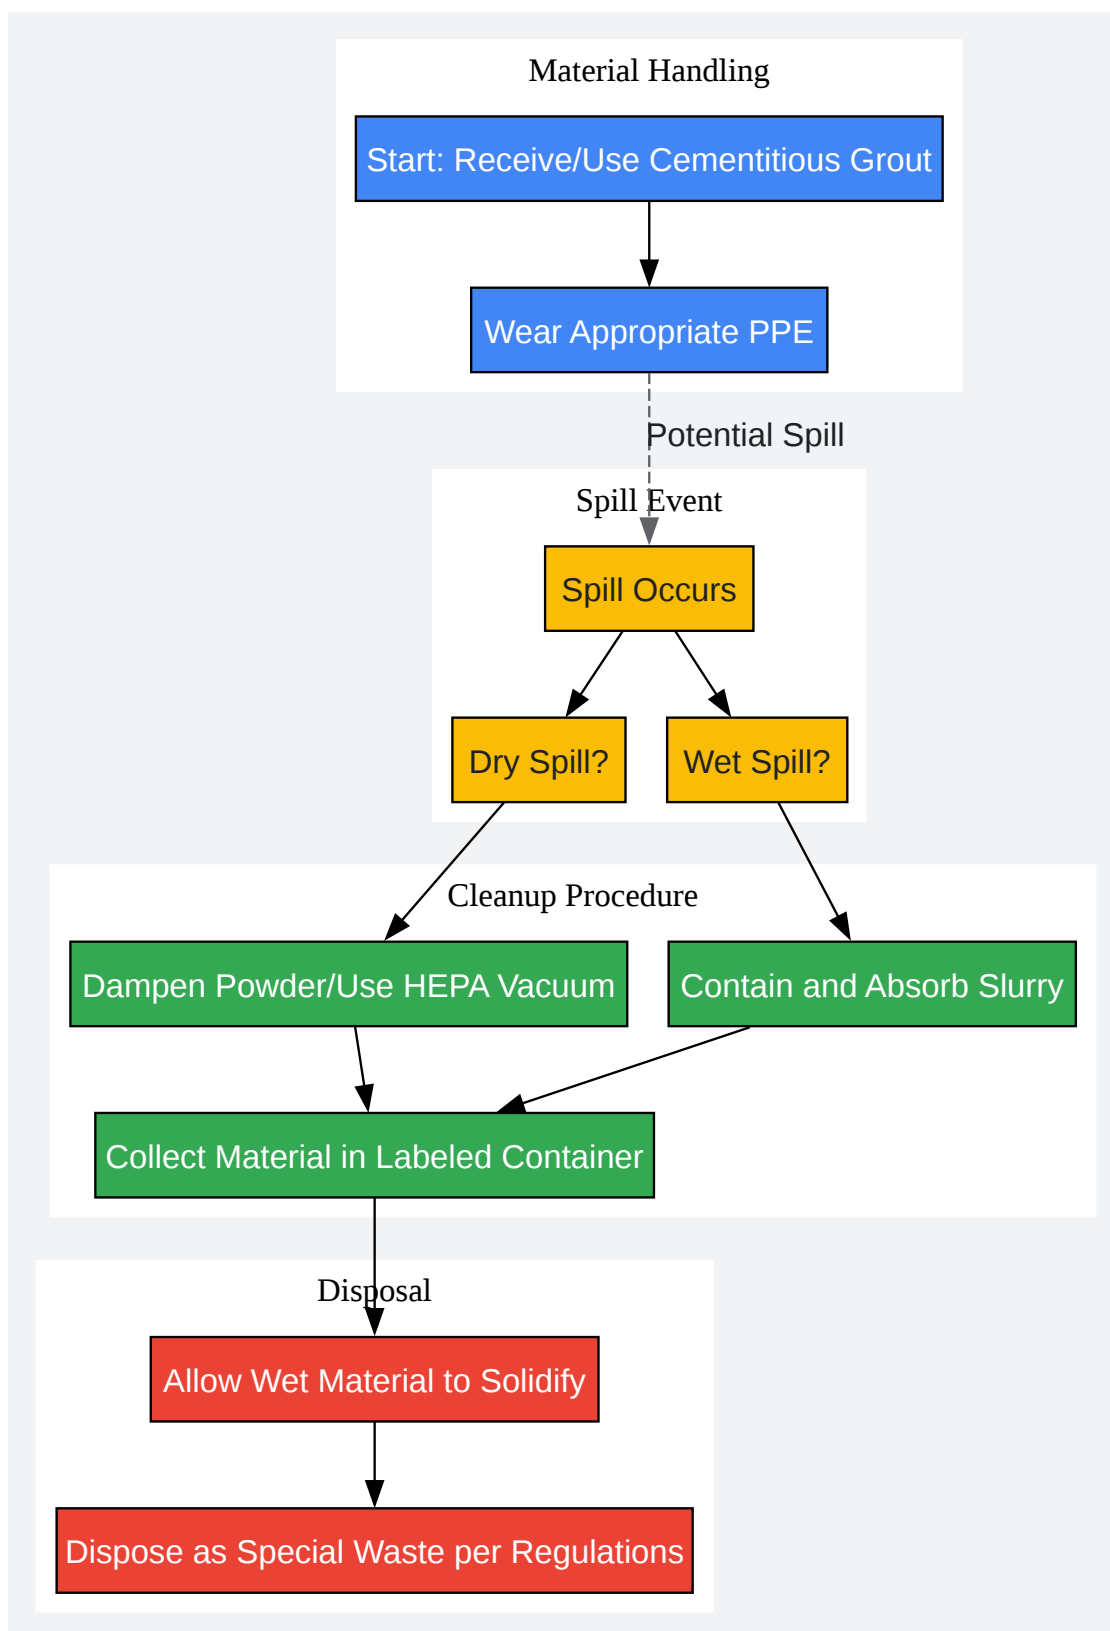 Material Handling
Start: Receive/Use Cementitious Grout
Wear Appropriate PPE
Potential Spill
Spill Event
Spill Occurs
Dry Spill?
Wet Spill?
Cleanup Procedure
Dampen Powder/Use HEPA Vacuum
Contain and Absorb Slurry
Collect Material in Labeled Container
Disposal
Allow Wet Material to Solidify
Dispose as Special Waste per Regulations